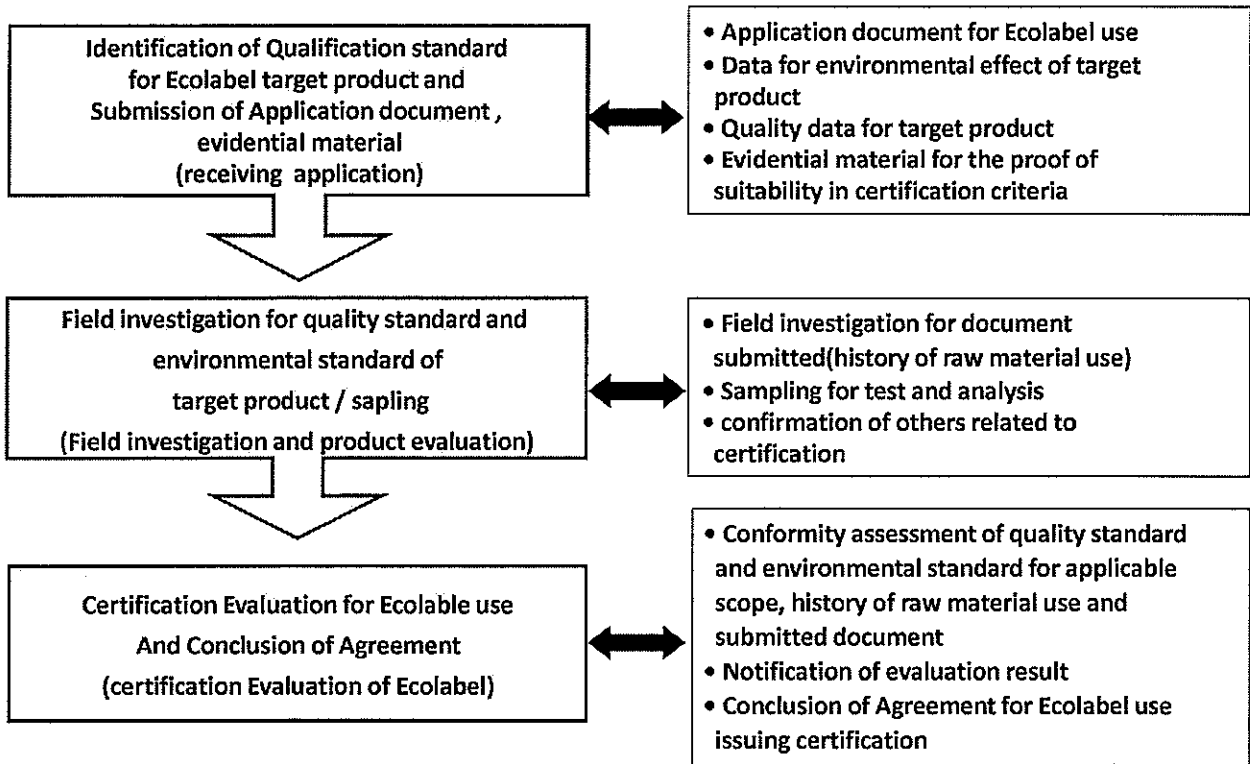 Identification of Qualification standard
for Ecolabel target product and
Submission of Application document ,
evidential material
(receiving application)
• Application document for Ecolabel use
• Data for environmental effect of target
product
• Quality data for target product
• Evidential material for the proof of
suitability in certification criteria
Field investigation for quality standard and
environmental standard of
target product / sapling
(Field investigation and product evaluation)
• Field investigation for document
submitted(history of raw material use)
• Sampling for test and analysis
• confirmation of others related to
certification
Certification Evaluation for Ecolable use
And Conclusion of Agreement
(certification Evaluation of Ecolabel)
• Conformity assessment of quality standard
and environmental standard for applicable
scope, history of raw material use and
submitted document
• Notification of evaluation result
• Conclusion of Agreement for Ecolabel use
issuing certification